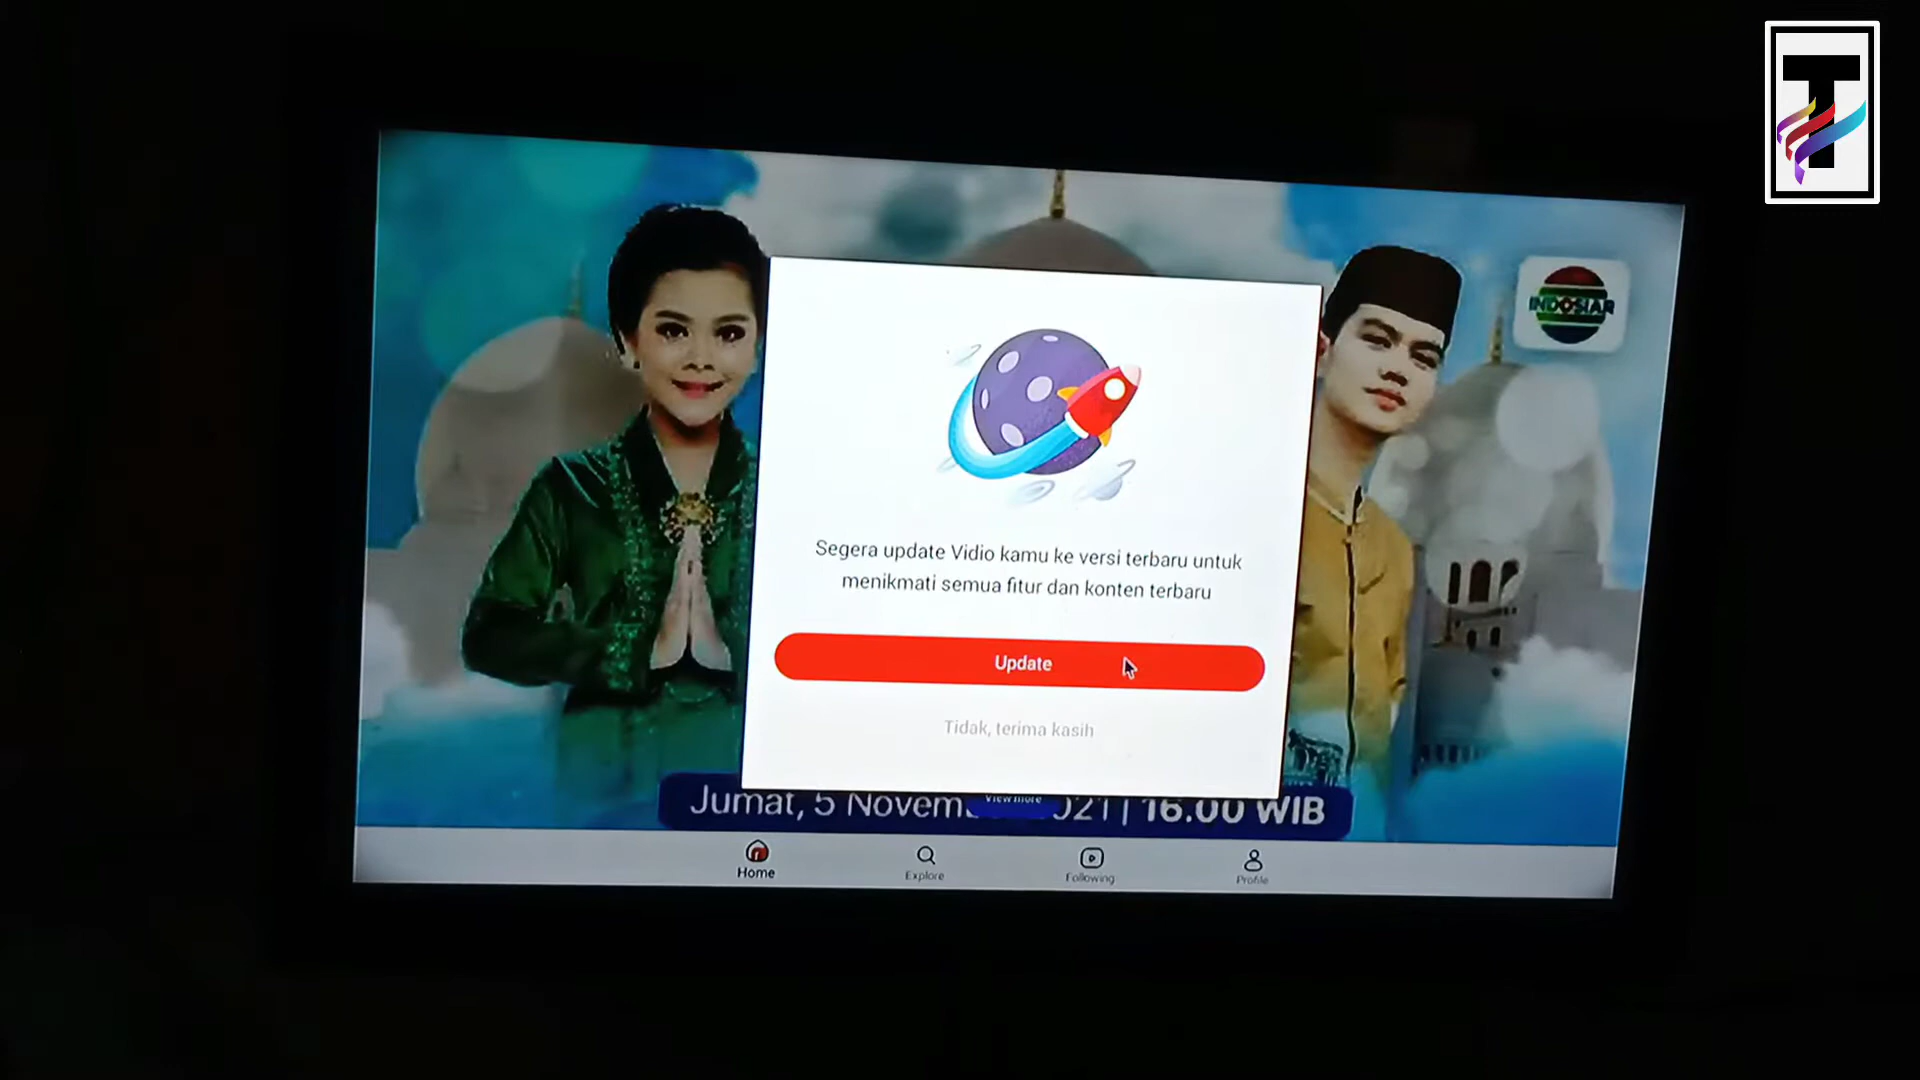 T
INDOSIAR
Segera update Vidio kamu ke versi terbaru untuk
menikmati semua fitur dan konten terbaru
Update
Tidak, terima kasih
View more
Jumat, 5 Novem 021 | 16.00 WIB
Home
Explore
Following
Profile